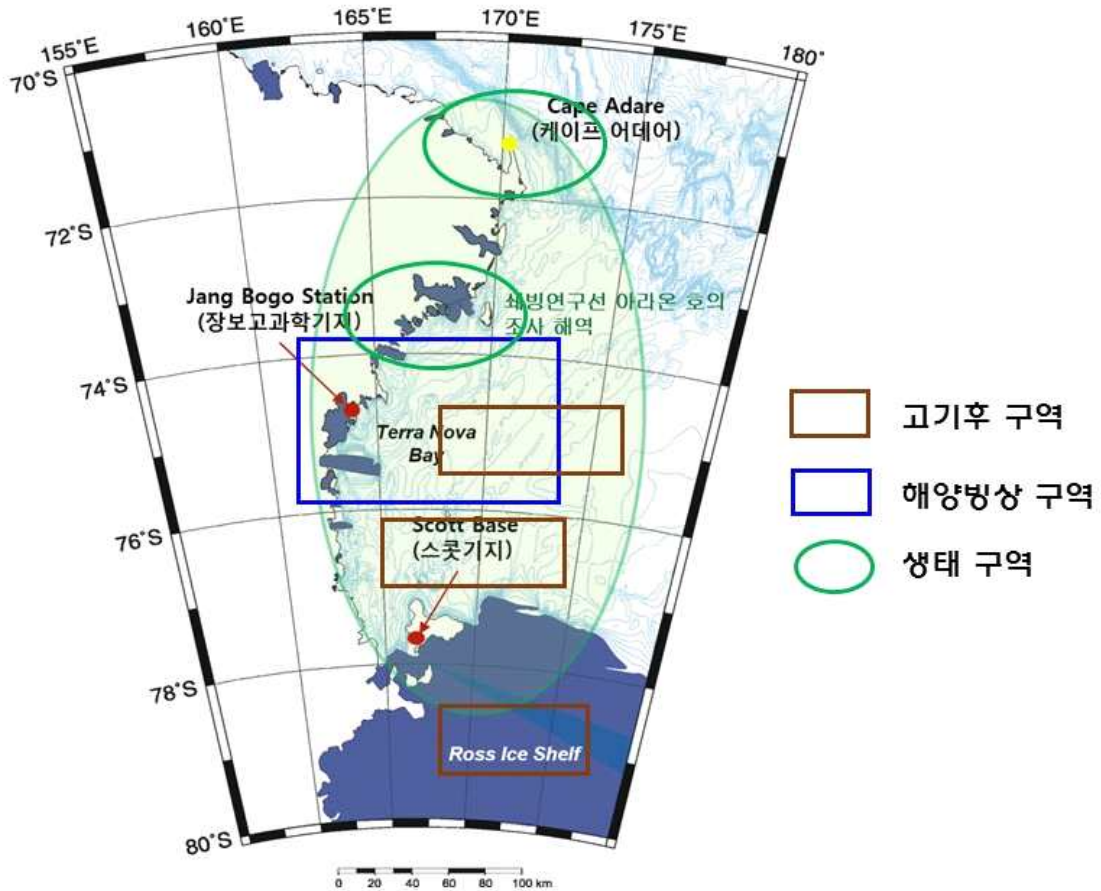 155˚E
160˚E
165˚E
170˚E
175˚E
180˚
70˚S
72˚S
74˚S
76˚S
78˚S
80˚S
Cape Adare
(케이프 어데어)
Jang Bogo Station
(장보고과학기지)
쇄빙연구선 아라온 호의
조사 해역
Terra Nova
Bay
Scott Base
(스콧기지)
Ross Ice Shelf
고기후 구역
해양빙상 구역
생태 구역
0 20 40 60 80 100 km